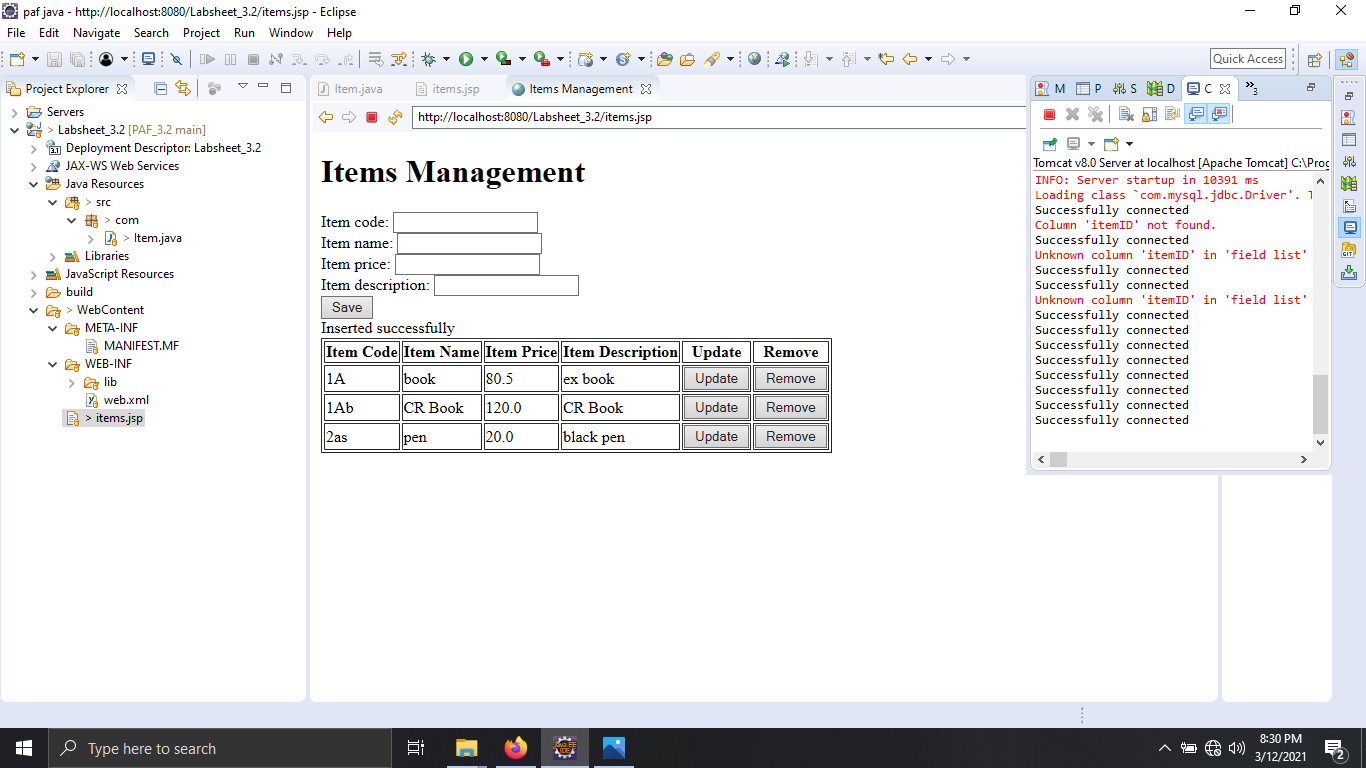 paf java - http://localhost:8080/Labsheet_3.2/items.jsp - Eclipse
File Edit Navigate Search Project Run Window Help
Quick Access
Project Explorer
Servers
> Labsheet_3.2 [PAF_3.2 main]
Deployment Descriptor: Labsheet_3.2
JAX-WS Web Services
Java Resources
> src
> com
> Item.java
Libraries
JavaScript Resources
build
> WebContent
META-INF
MANIFEST.MF
WEB-INF
lib
web.xml
> items.jsp
Item.java items.jsp Items Management
http://localhost:8080/Labsheet_3.2/items.jsp
Items Management
Item code:
Item name:
Item price:
Item description:
Save
Inserted successfully
Item Code Item Name Item Price Item Description Update Remove
1A book 80.5 ex book Update Remove
1Ab CR Book 120.0 CR Book Update Remove
2as pen 20.0 black pen Update Remove
M P S D C »3
Tomcat v8.0 Server at localhost [Apache Tomcat] C:\Prog
INFO: Server startup in 10391 ms
Loading class `com.mysql.jdbc.Driver'. T
Successfully connected
Column 'itemID' not found.
Successfully connected
Unknown column 'itemID' in 'field list'
Successfully connected
Successfully connected
Unknown column 'itemID' in 'field list'
Successfully connected
Successfully connected
Successfully connected
Successfully connected
Successfully connected
Successfully connected
Successfully connected
Successfully connected
Type here to search
8:30 PM
3/12/2021
2